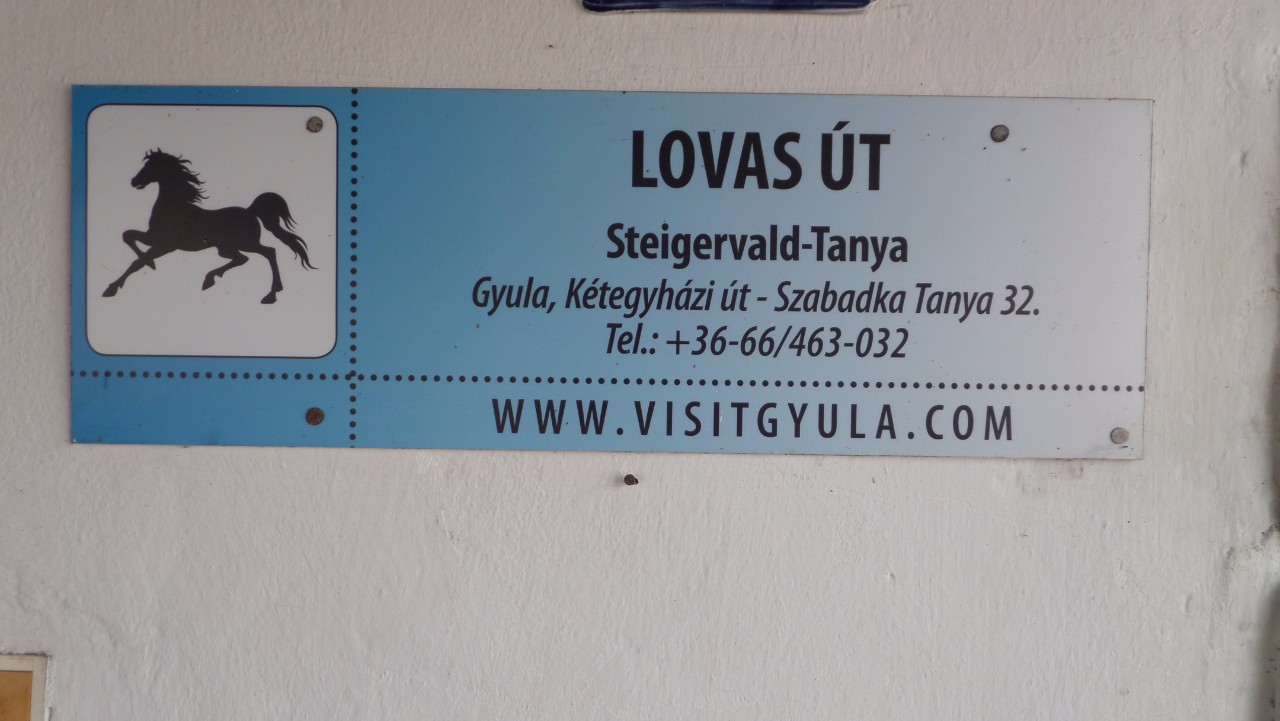 LOVAS ÚT
Steigervald-Tanya
Gyula, Kétegyházi út - Szabadka Tanya 32.
Tel.: +36-66/463-032
WWW.VISITGYULA.COM